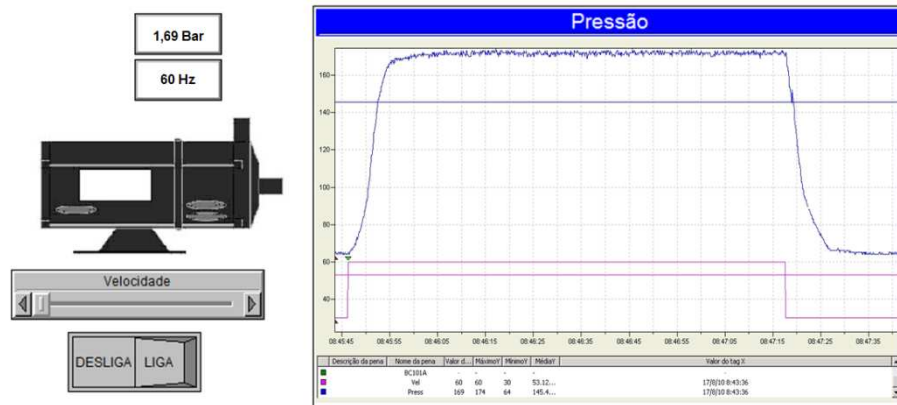 1,69 Bar
60 Hz
Velocidade
DESLIGA LIGA
Pressão
160
140
120
100
80
60
40
08:45:45 08:45:55 08:46:05 08:46:15 08:46:25 08:46:35 08:46:45 08:46:55 08:47:05 08:47:15 08:47:25 08:47:35
Descrição da pena Nome da pena Valor d... MáximoY MínimoY MédiaY Valor do tag X
BC101A - - - - -
Vel 60 60 30 53.12... 17/8/10 8:43:36
Press 169 174 64 145.4... 17/8/10 8:43:36